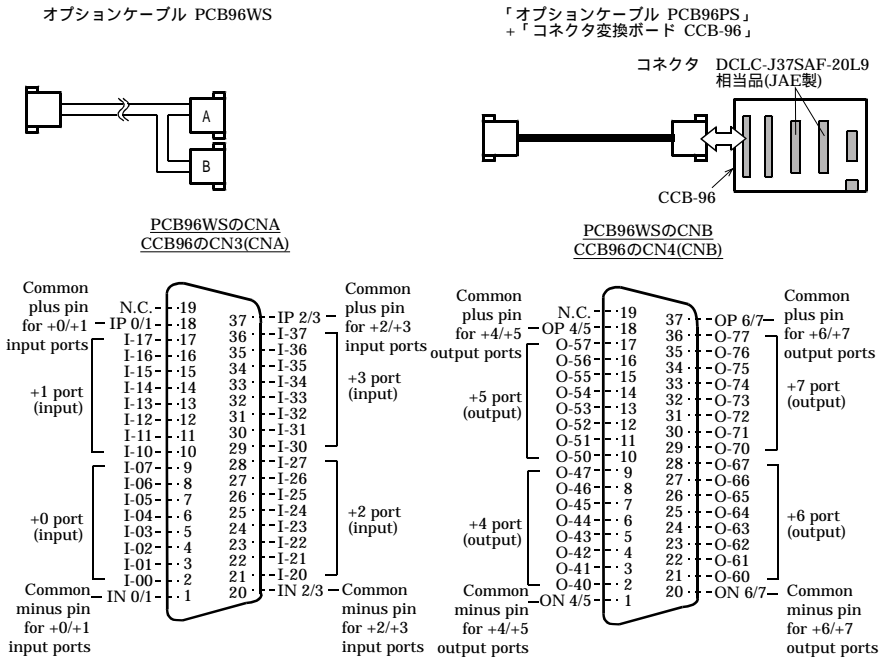 オプションケーブル PCB96WS
A
B
「オプションケーブル PCB96PS」
+「コネクタ変換ボード CCB-96」
コネクタ DCLC-J37SAF-20L9
相当品(JAE製)
CCB-96
PCB96WSのCNA
CCB96のCN3(CNA)
Common
plus pin
for +0/+1
input ports
+1 port
(input)
+0 port
(input)
Common
minus pin
for +0/+1
input ports
N.C. 19
IP 0/1 18
I-17 17
I-16 16
I-15 15
I-14 14
I-13 13
I-12 12
I-11 11
I-10 10
I-07 9
I-06 8
I-05 7
I-04 6
I-03 5
I-02 4
I-01 3
I-00 2
IN 0/1 1
37 IP 2/3
36 I-37
35 I-36
34 I-35
33 I-34
32 I-33
31 I-32
30 I-31
29 I-30
28 I-27
27 I-26
26 I-25
25 I-24
24 I-23
23 I-22
22 I-21
21 I-20
20 IN 2/3
Common
plus pin
for +2/+3
input ports
+3 port
(input)
+2 port
(input)
Common
minus pin
for +2/+3
input ports
PCB96WSのCNB
CCB96のCN4(CNB)
Common
plus pin
for +4/+5
output ports
+5 port
(output)
+4 port
(output)
Common
minus pin
for +4/+5
output ports
N.C. 19
OP 4/5 18
O-57 17
O-56 16
O-55 15
O-54 14
O-53 13
O-52 12
O-51 11
O-50 10
O-47 9
O-46 8
O-45 7
O-44 6
O-43 5
O-42 4
O-41 3
O-40 2
ON 4/5 1
37 OP 6/7
36 O-77
35 O-76
34 O-75
33 O-74
32 O-73
31 O-72
30 O-71
29 O-70
28 O-67
27 O-66
26 O-65
25 O-64
24 O-63
23 O-62
22 O-61
21 O-60
20 ON 6/7
Common
plus pin
for +6/+7
output ports
+7 port
(output)
+6 port
(output)
Common
minus pin
for +6/+7
output ports